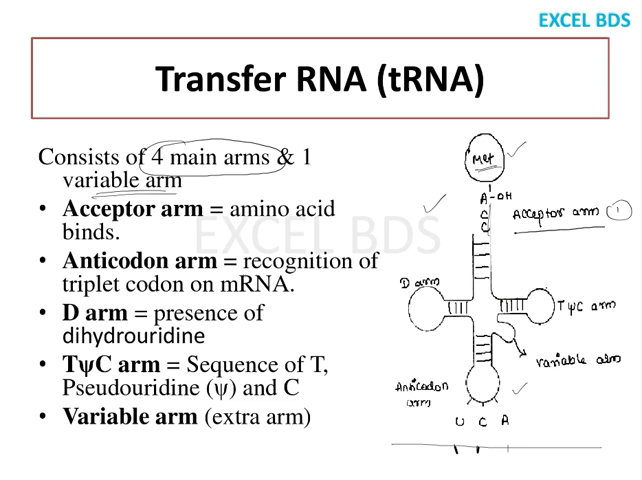 EXCEL BDS
Transfer RNA (tRNA)
Consists of 4 main arms & 1
variable arm
• Acceptor arm = amino acid
binds.
• Anticodon arm = recognition of
triplet codon on mRNA.
• D arm = presence of
dihydrouridine
• TψC arm = Sequence of T,
Pseudouridine (ψ) and C
• Variable arm (extra arm)
EXCEL BDS
Met
A-OH
C
C
Acceptor arm 1
D arm
TψC arm
variable arm
Anticodon
arm
U C A